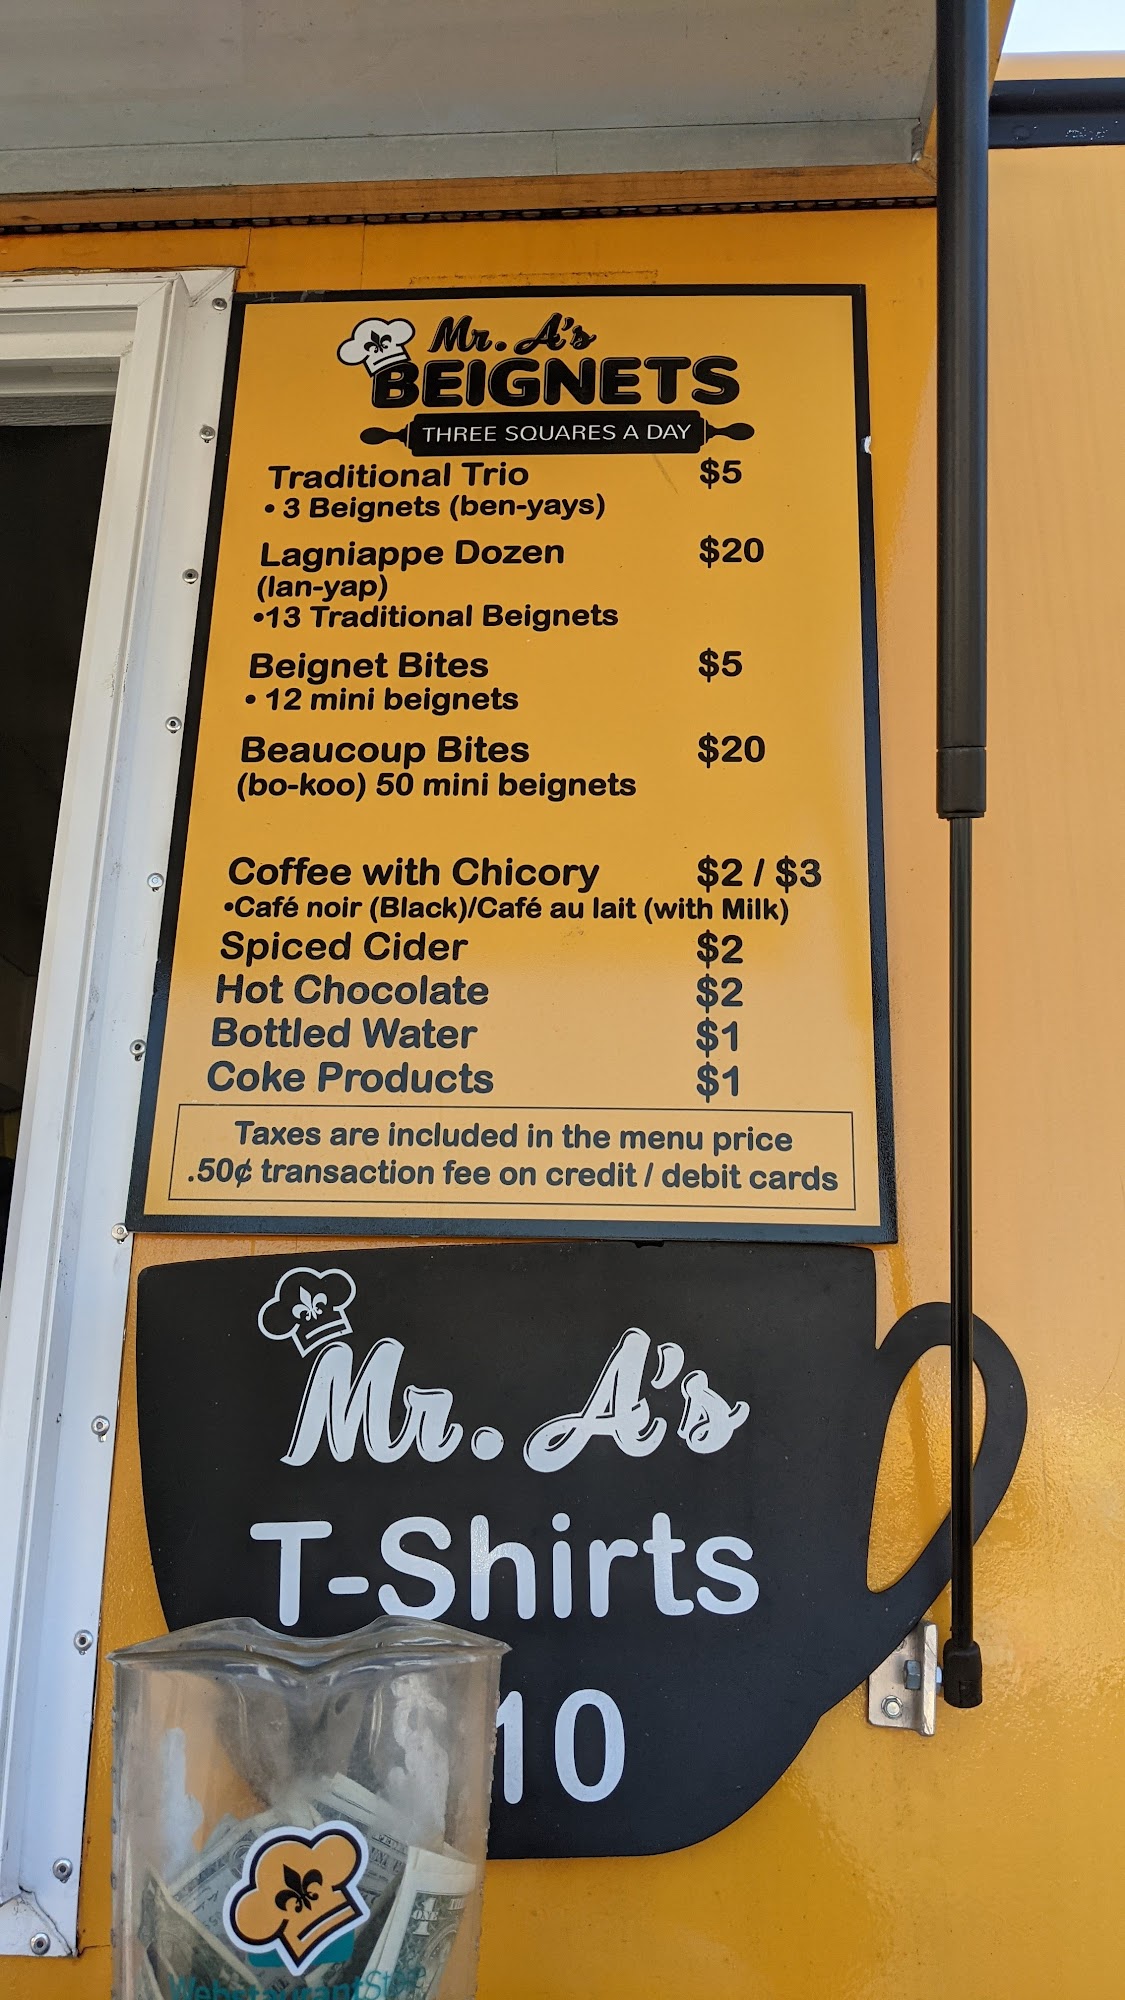 Mr. A's
BEIGNETS
THREE SQUARES A DAY
Traditional Trio $5
• 3 Beignets (ben-yays)
Lagniappe Dozen $20
(lan-yap)
•13 Traditional Beignets
Beignet Bites $5
• 12 mini beignets
Beaucoup Bites $20
(bo-koo) 50 mini beignets
Coffee with Chicory $2 / $3
•Café noir (Black)/Café au lait (with Milk)
Spiced Cider $2
Hot Chocolate $2
Bottled Water $1
Coke Products $1
Taxes are included in the menu price
.50¢ transaction fee on credit / debit cards
Mr. A's
T-Shirts
10
WebstaurantStore